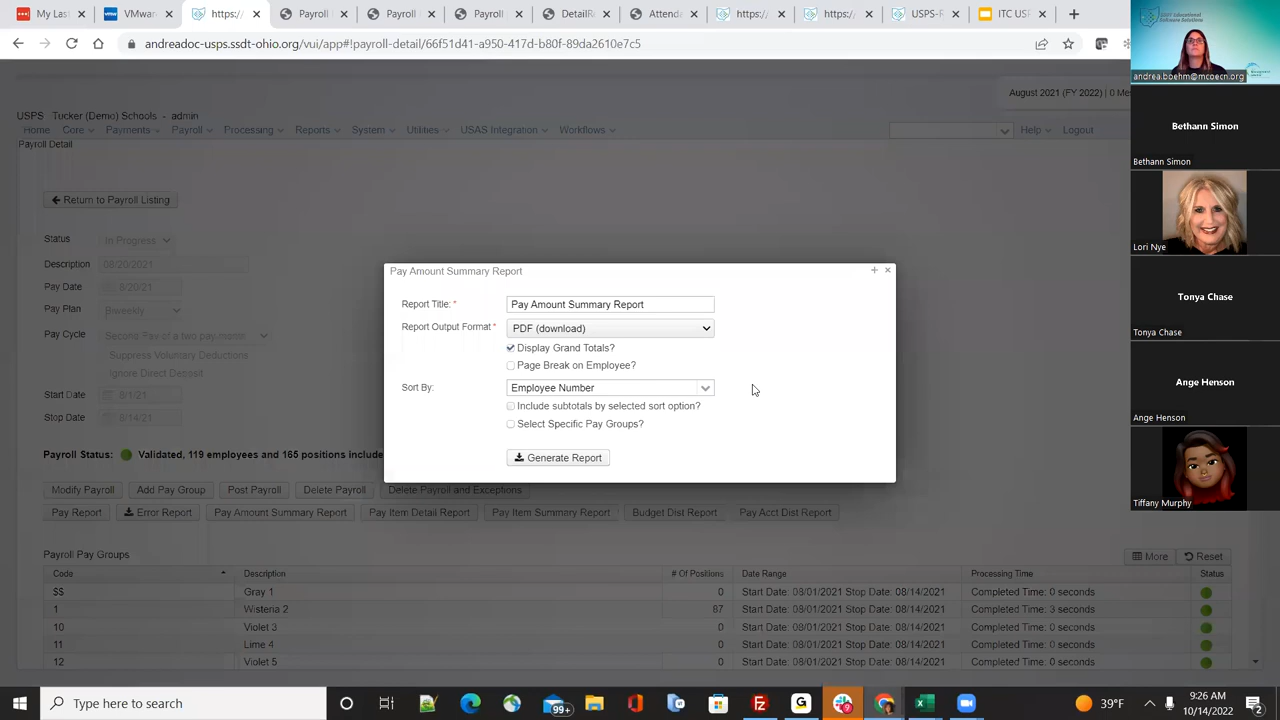 My Las
VMwar
https:/
Payroll
Payroll
Payroll
DetailRe
Attenda
https:/
https:/
USPS-R
ITC USP
andreadoc-usps.ssdt-ohio.org/vui/app#!payroll-detail/66f51d41-a9f8-417d-b80f-89da2610e7c5
August 2021 (FY 2022) | 0 Me
USPS Tucker (Demo) Schools - admin
Home Core Payments Payroll Processing Reports System Utilities USAS Integration Workflows Help Logout
Payroll Detail
Return to Payroll Listing
Status In Progress
Description 08/20/2021
Pay Date 8/20/21
Pay Plan Biweekly
Pay Cycle Second Pay of a two pay month
Suppress Voluntary Deductions
Ignore Direct Deposit
Start Date 8/1/21
Stop Date 8/14/21
Payroll Status: Validated, 119 employees and 165 positions include
Modify Payroll Add Pay Group Post Payroll Delete Payroll Delete Payroll and Exceptions
Pay Report Error Report Pay Amount Summary Report Pay Item Detail Report Pay Item Summary Report Budget Dist Report Pay Acct Dist Report
Pay Amount Summary Report
Report Title: * Pay Amount Summary Report
Report Output Format * PDF (download)
Display Grand Totals?
Page Break on Employee?
Sort By: Employee Number
Include subtotals by selected sort option?
Select Specific Pay Groups?
Generate Report
Payroll Pay Groups More Reset
Code Description # Of Positions Date Range Processing Time Status
$$ Gray 1 0 Start Date: 08/01/2021 Stop Date: 08/14/2021 Completed Time: 0 seconds
1 Wisteria 2 87 Start Date: 08/01/2021 Stop Date: 08/14/2021 Completed Time: 3 seconds
10 Violet 3 0 Start Date: 08/01/2021 Stop Date: 08/14/2021 Completed Time: 0 seconds
11 Lime 4 0 Start Date: 08/01/2021 Stop Date: 08/14/2021 Completed Time: 0 seconds
12 Violet 5 0 Start Date: 08/01/2021 Stop Date: 08/14/2021 Completed Time: 0 seconds
andrea.boehm@mcoecn.org
Bethann Simon
Bethann Simon
Lori Nye
Tonya Chase
Tonya Chase
Ange Henson
Ange Henson
Tiffany Murphy
Type here to search
99+
39°F
9:26 AM
10/14/2022
2